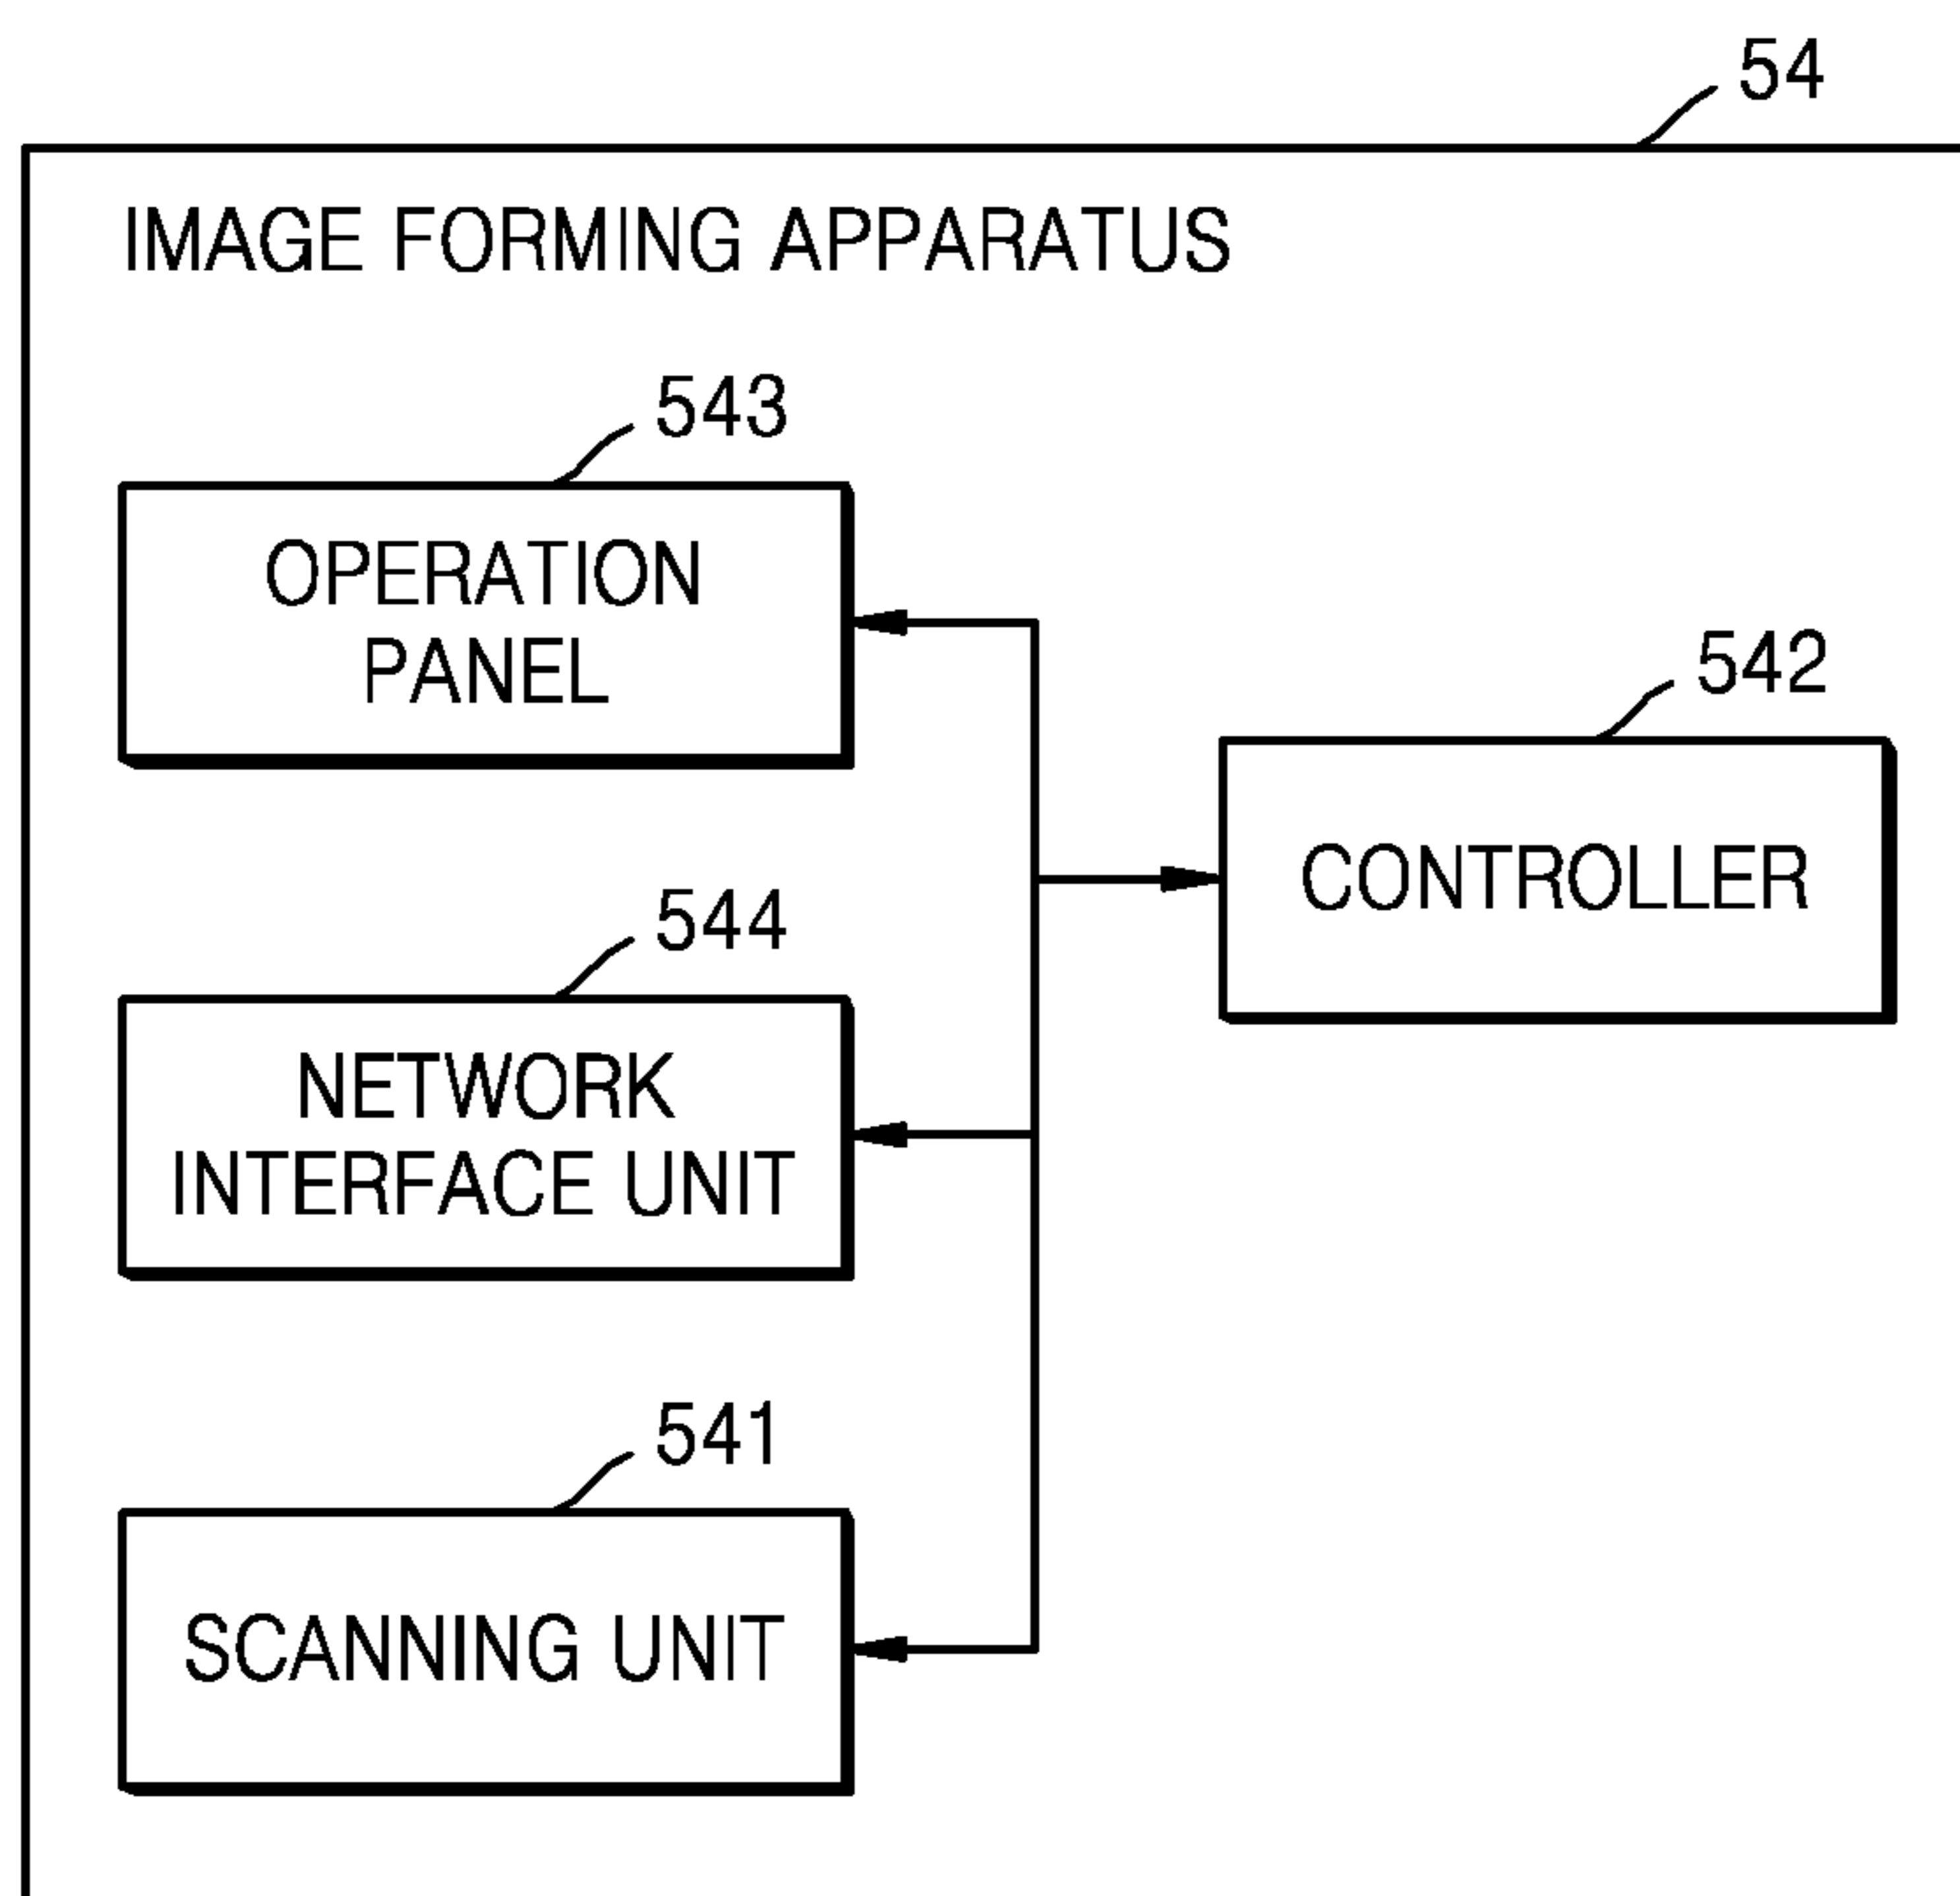 54
IMAGE FORMING APPARATUS
543
OPERATION
PANEL
542
CONTROLLER
544
NETWORK
INTERFACE UNIT
541
SCANNING UNIT